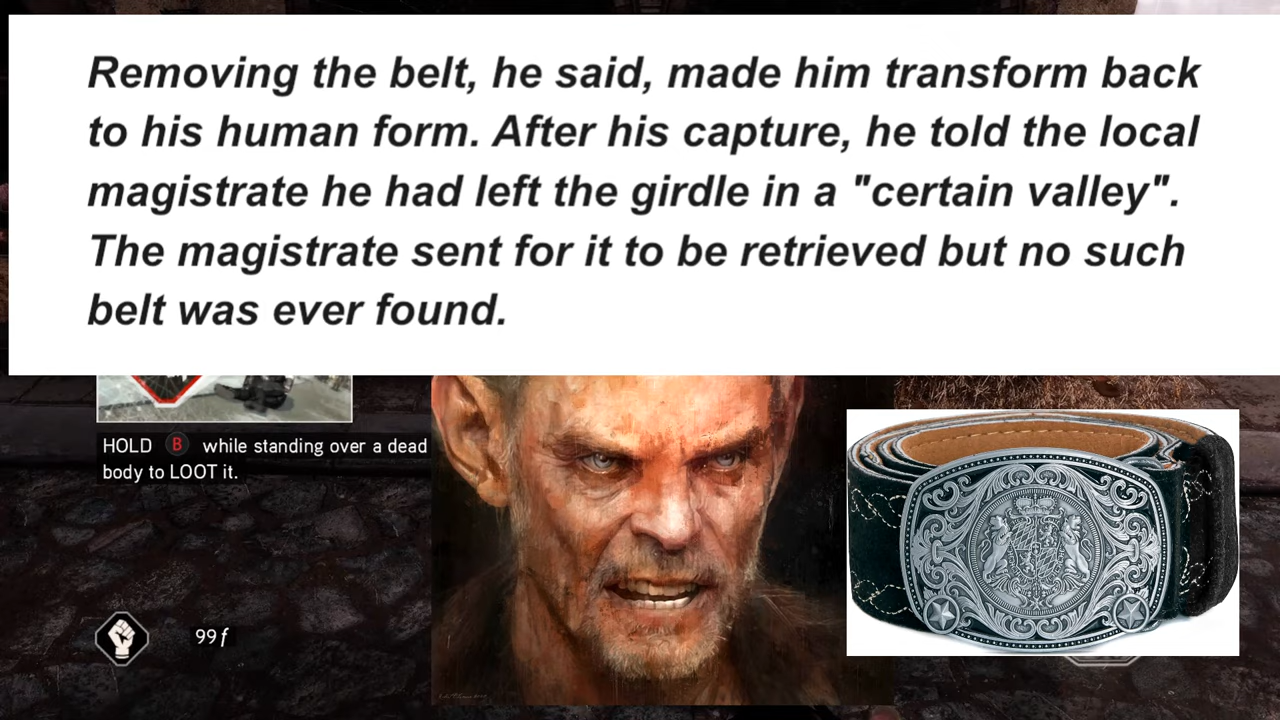 Removing the belt, he said, made him transform back
to his human form. After his capture, he told the local
magistrate he had left the girdle in a "certain valley".
The magistrate sent for it to be retrieved but no such
belt was ever found.
HOLD B while standing over a dead
body to LOOT it.
99 f